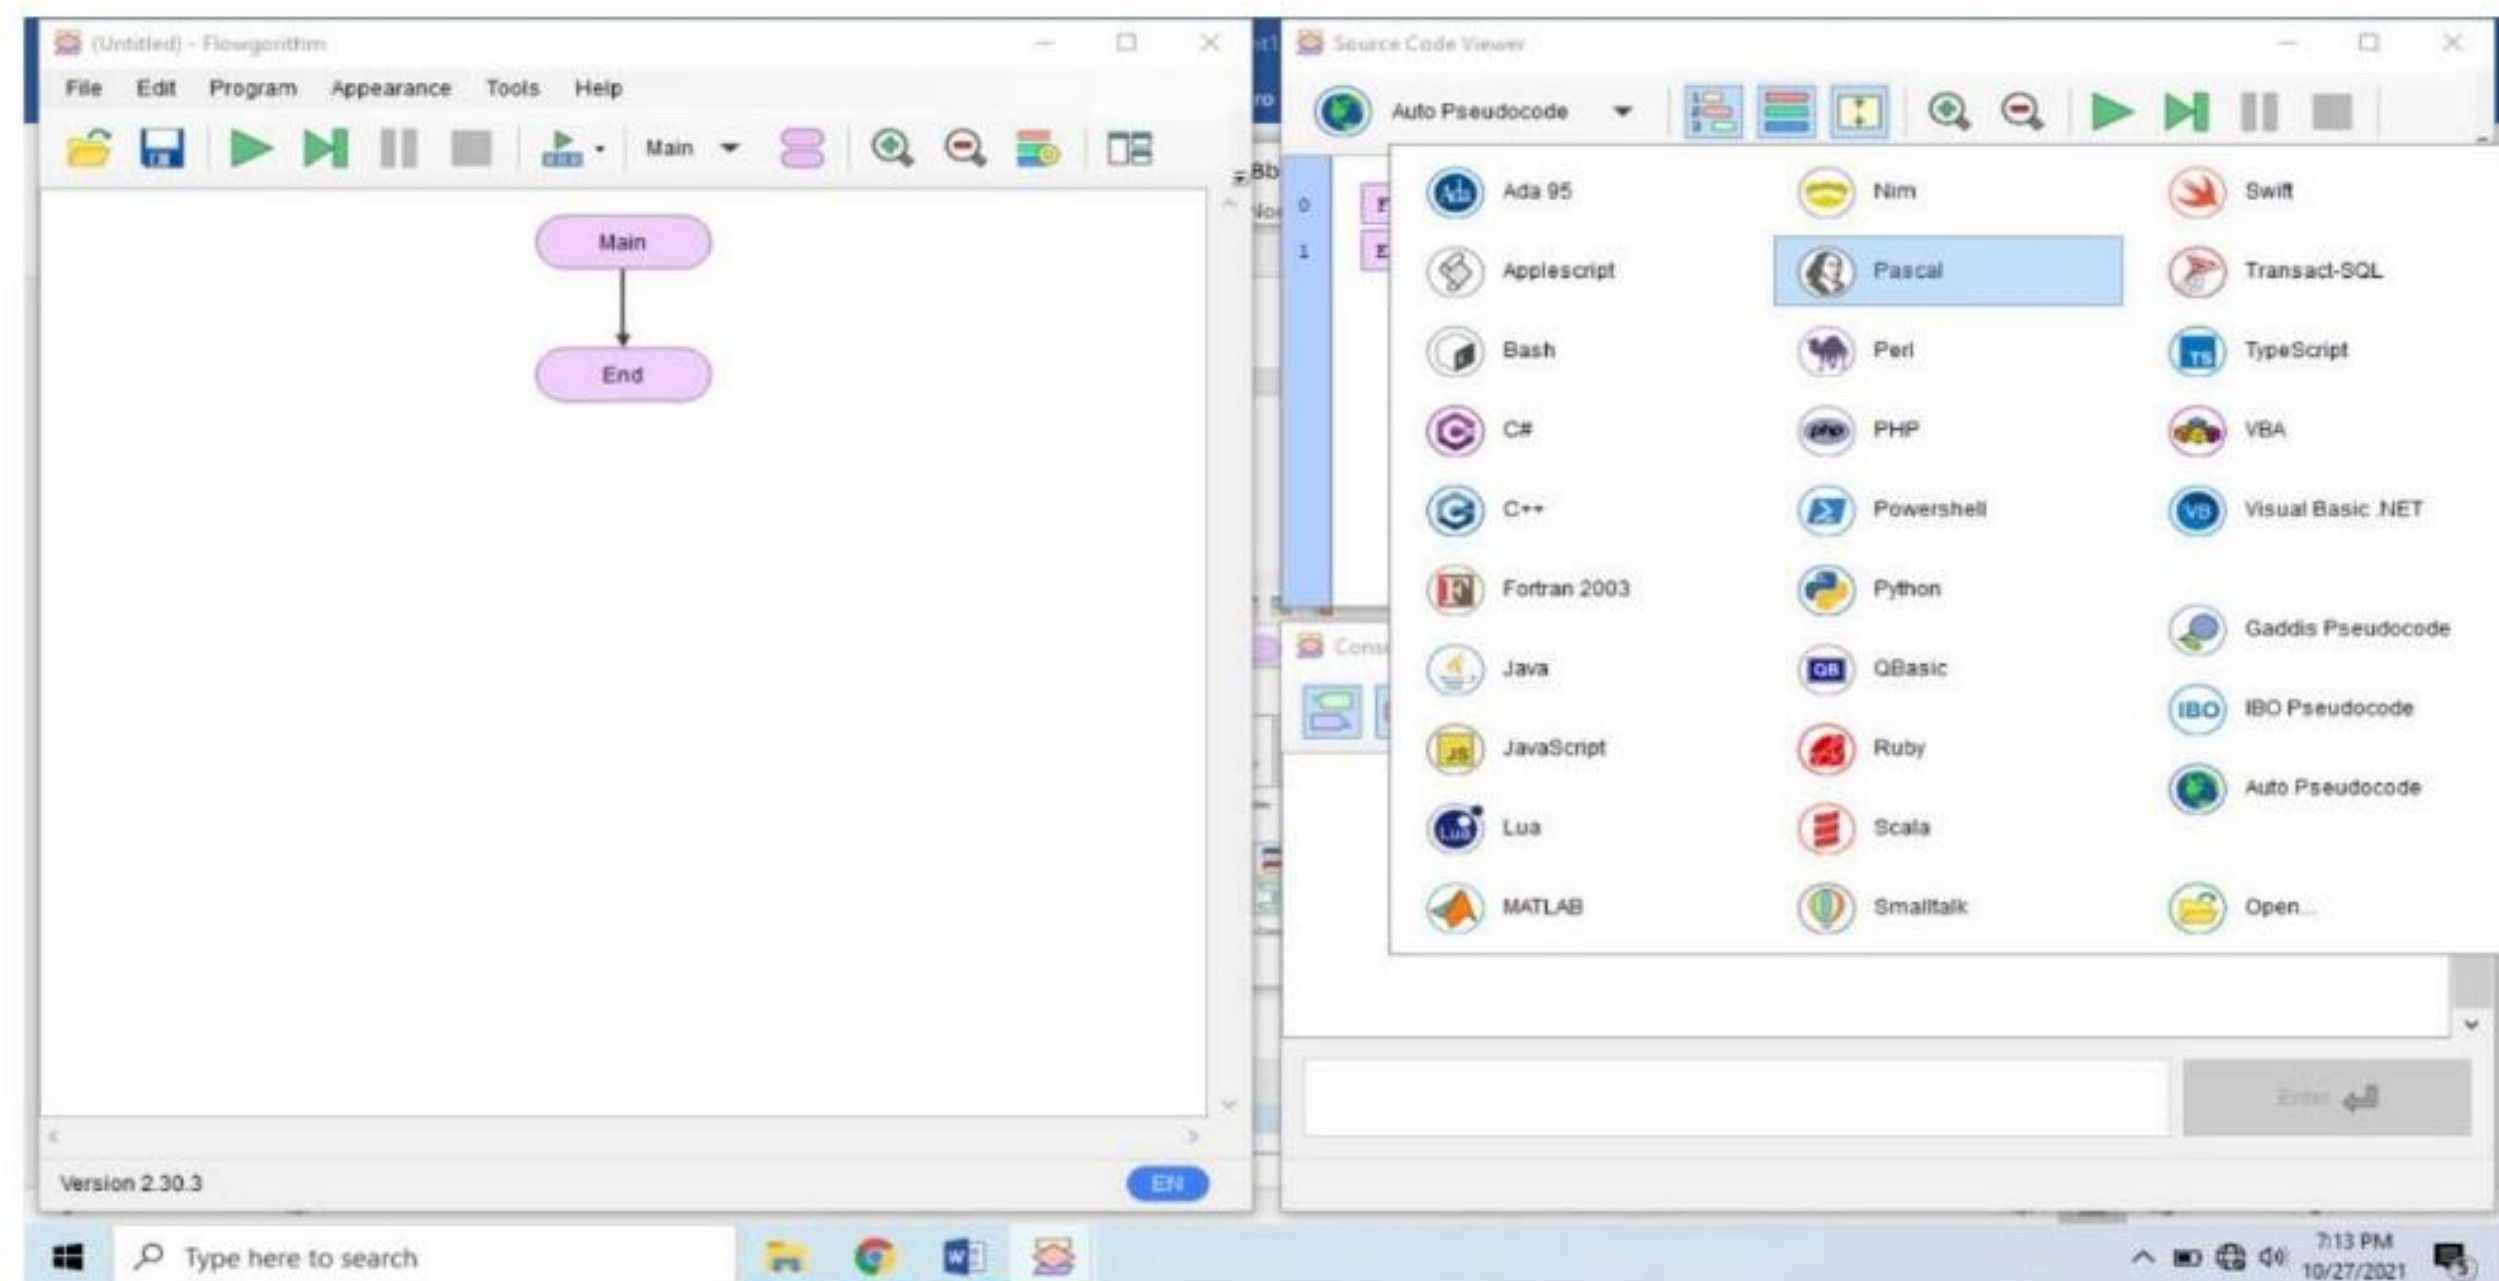 (Untitled) - Flowgorithm
File Edit Program Appearance Tools Help
Main
Main
End
Version 2.30.3
EN
Source Code Viewer
Auto Pseudocode
0
1
Ada 95
Applescript
Bash
C#
C++
Fortran 2003
Java
JavaScript
Lua
MATLAB
Nim
Pascal
Perl
PHP
Powershell
Python
QBasic
Ruby
Scala
Smalltalk
Swift
Transact-SQL
TypeScript
VBA
Visual Basic .NET
Gaddis Pseudocode
IBO Pseudocode
Auto Pseudocode
Open...
Enter
Type here to search
7:13 PM
10/27/2021